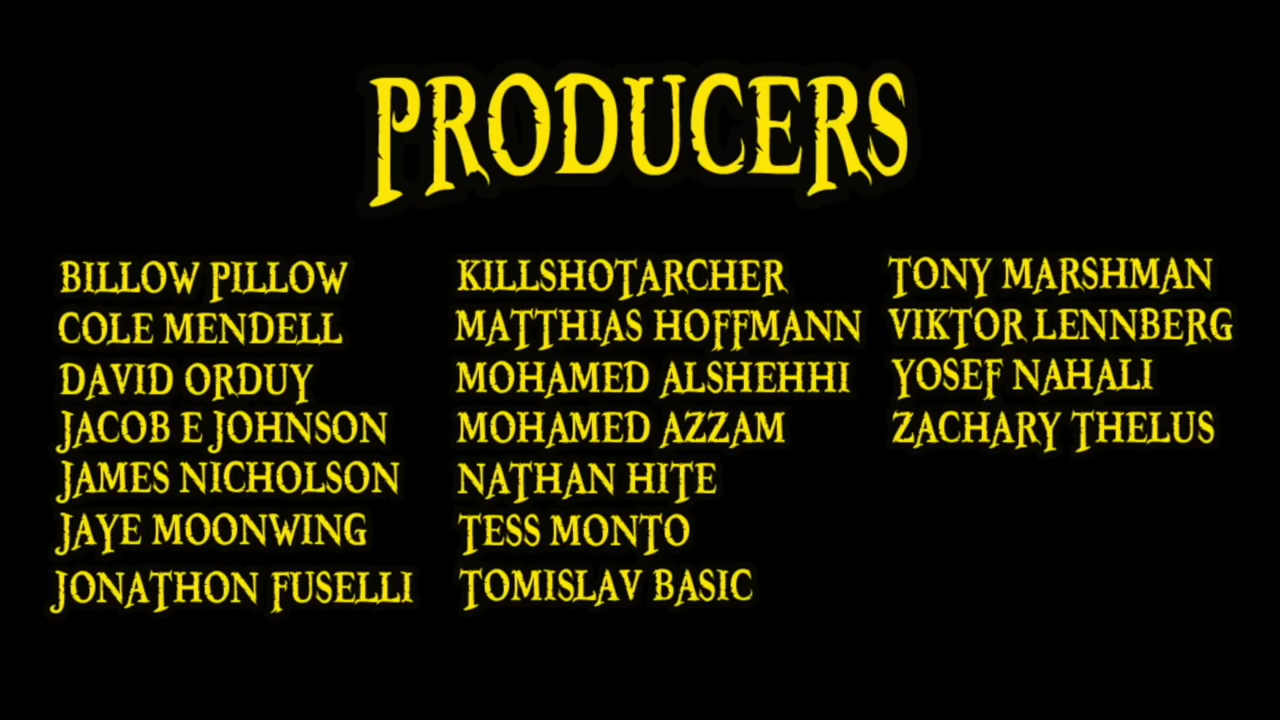 PRODUCERS
BILLOW PILLOW
COLE MENDELL
DAVID ORDUY
JACOB E JOHNSON
JAMES NICHOLSON
JAYE MOONWING
JONATHON FUSELLI
KILLSHOTARCHER
MATTHIAS HOFFMANN
MOHAMED ALSHEHHI
MOHAMED AZZAM
NATHAN HITE
TESS MONTO
TOMISLAV BASIC
TONY MARSHMAN
VIKTOR LENNBERG
YOSEF NAHALI
ZACHARY THELUS